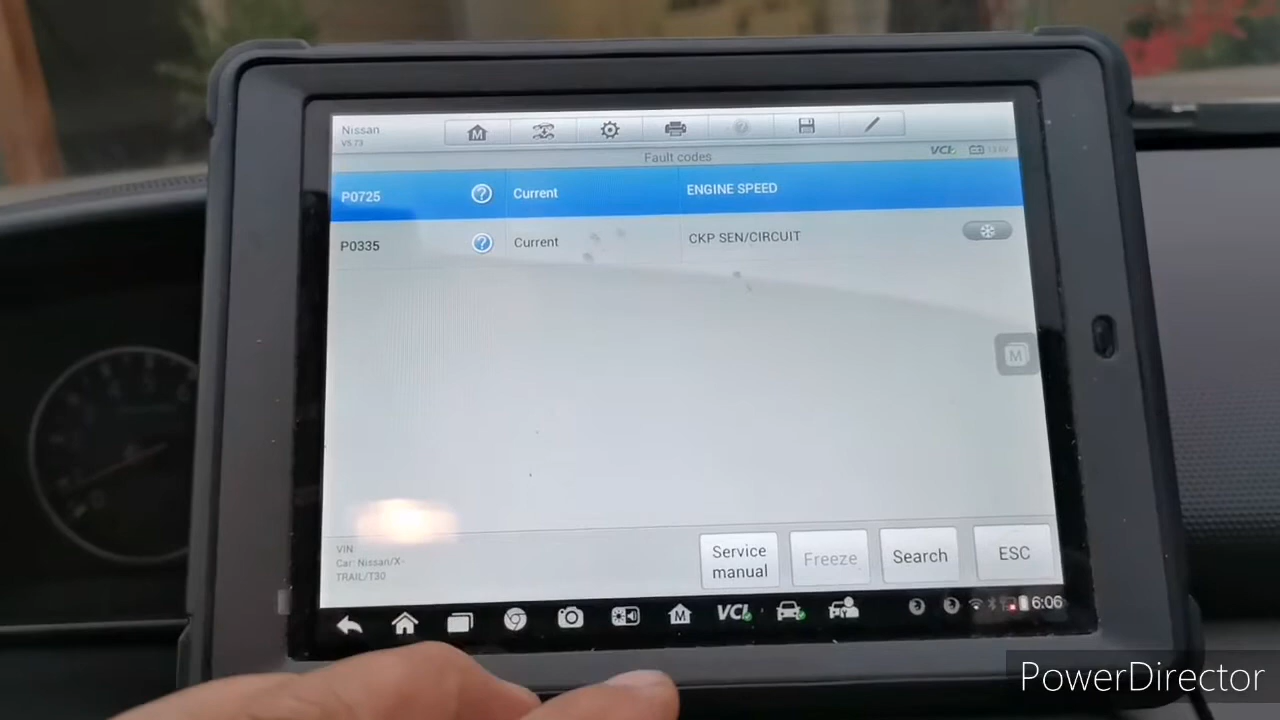 Nissan
V5.73
Fault codes
VCI
13.6V
P0725 ? Current ENGINE SPEED
P0335 ? Current CKP SEN/CIRCUIT
M
VIN
Car: Nissan/X-
TRAIL/T30
Service
manual
Freeze
Search
ESC
VCI
6:06
PowerDirector